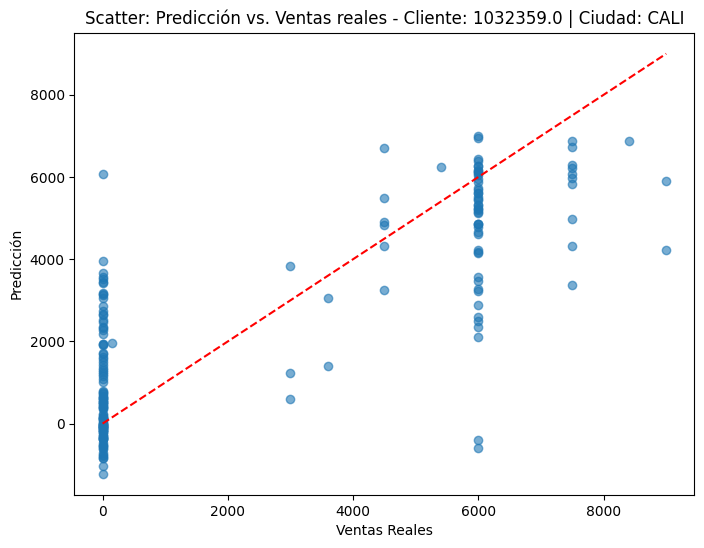 Scatter: Predicción vs. Ventas reales - Cliente: 1032359.0 | Ciudad: CALI
8000
6000
4000
2000
0
Predicción
0 2000 4000 6000 8000
Ventas Reales